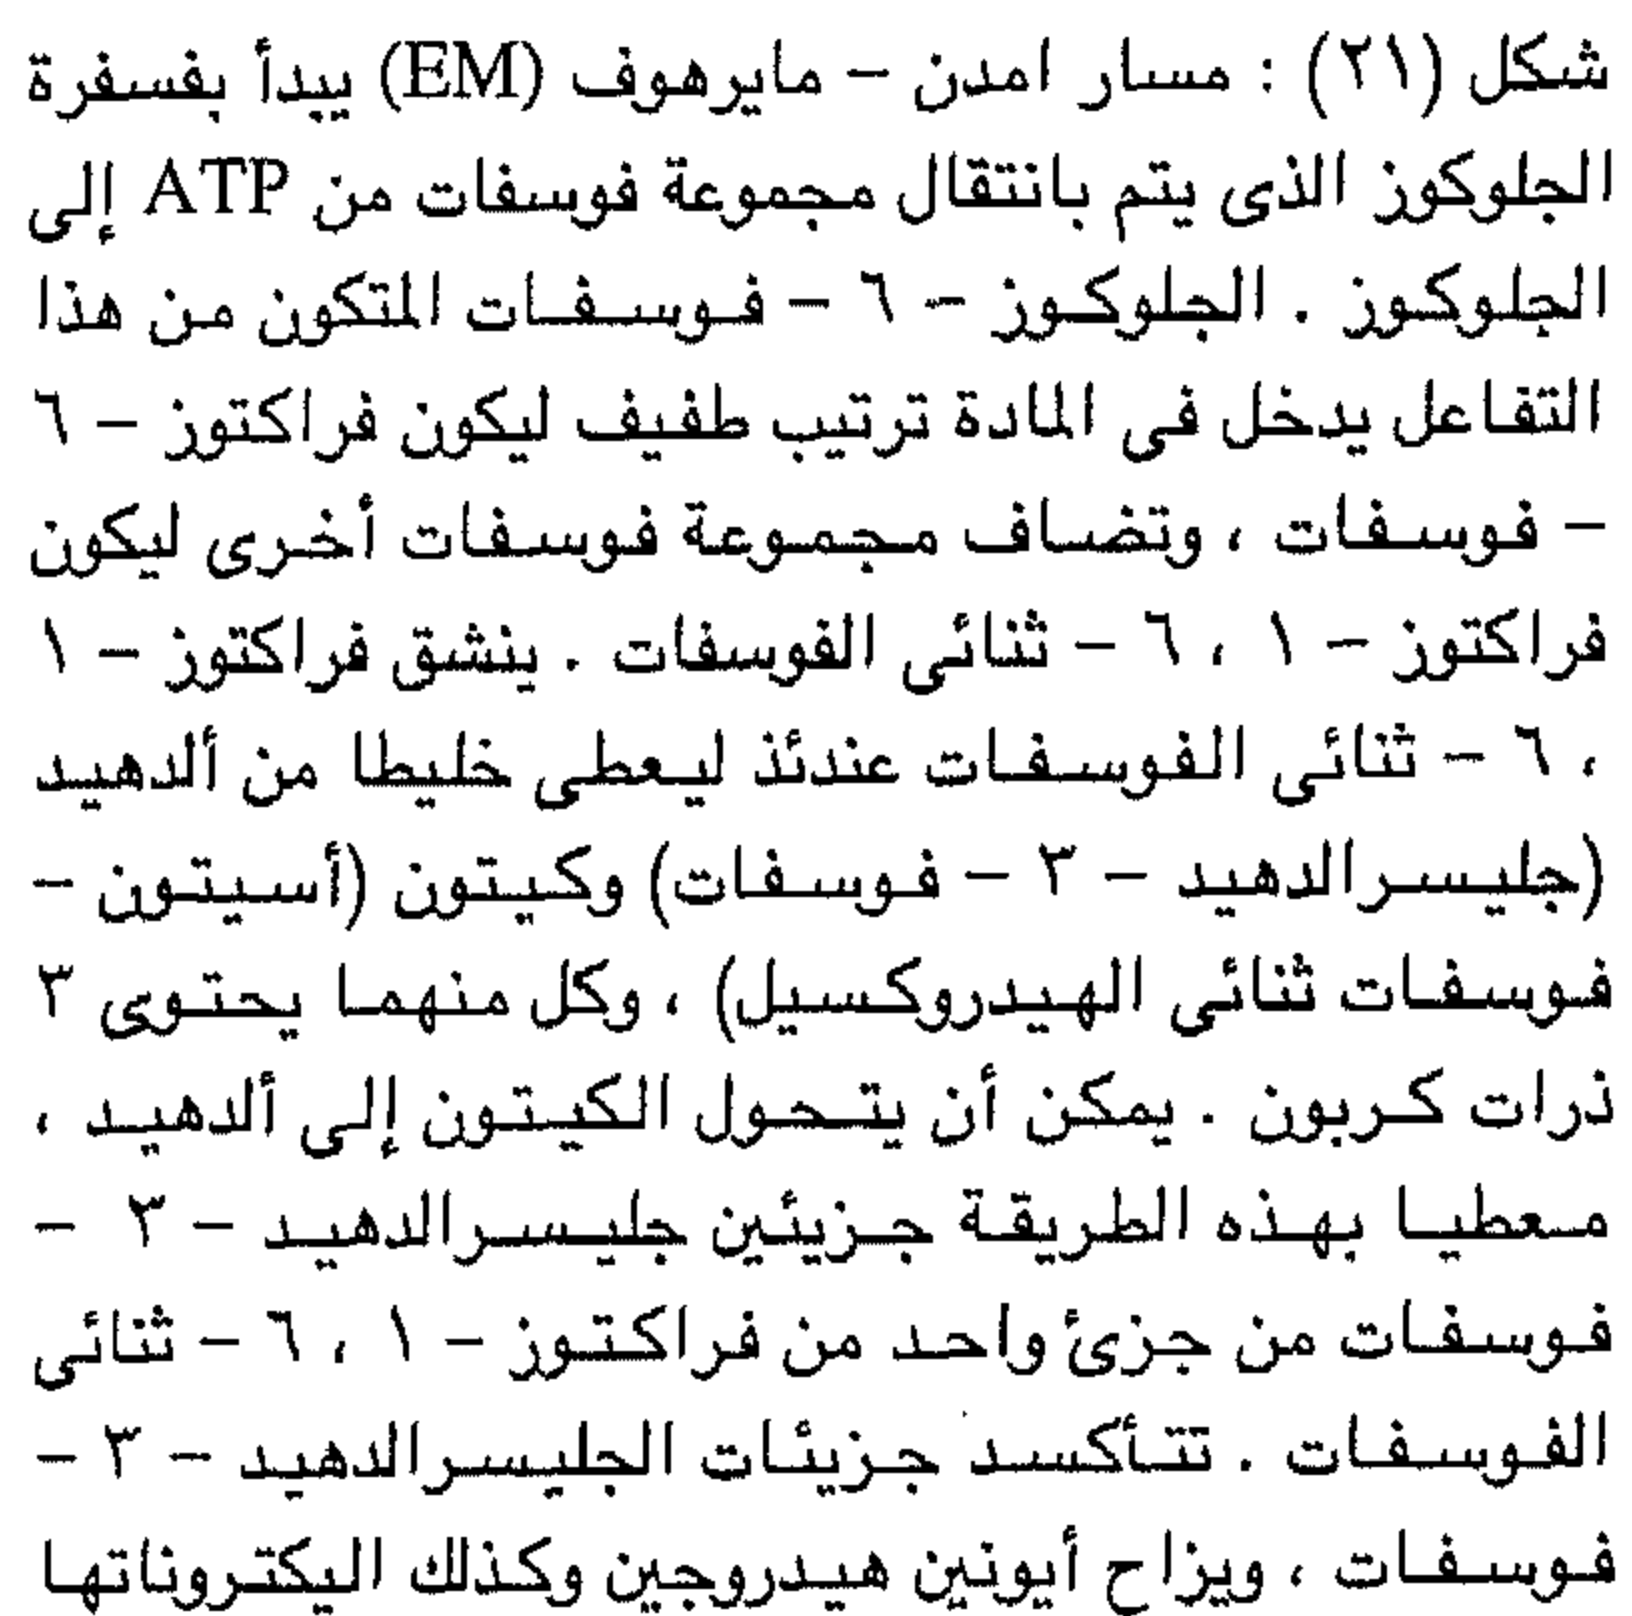 شكل (٢١) : مسار امدن – مايرهوف (EM) يبدأ بفسفرة
الجلوكوز الذى يتم بانتقال مجموعة فوسفات من ATP إلى
الجلوكوز . الجلوكوز – ٦ – فوسفات المتكون من هذا
التفاعل يدخل فى المادة ترتيب طفيف ليكون فراكتوز – ٦
– فوسفات ، وتضاف مجموعة فوسفات أخرى ليكون
فراكتوز – ١ ، ٦ – ثنائى الفوسفات . ينشق فراكتوز – ١
، ٦ – ثنائى الفوسفات عندئذ ليعطى خليطا من ألدهيد
(جليسرالدهيد – ٣ – فوسفات) وكيتون (أسيتون –
فوسفات ثنائى الهيدروكسيل) ، وكل منهما يحتوى ٣
ذرات كربون . يمكن أن يتحول الكيتون إلى ألدهيد ،
معطيا بهذه الطريقة جزيئين جليسرالدهيد – ٣ –
فوسفات من جزئ واحد من فراكتوز – ١ ، ٦ – ثنائى
الفوسفات . تتأكسد جزيئات الجليسرالدهيد – ٣ –
فوسفات ، ويزاح أيونين هيدروجين وكذلك اليكتروناتها